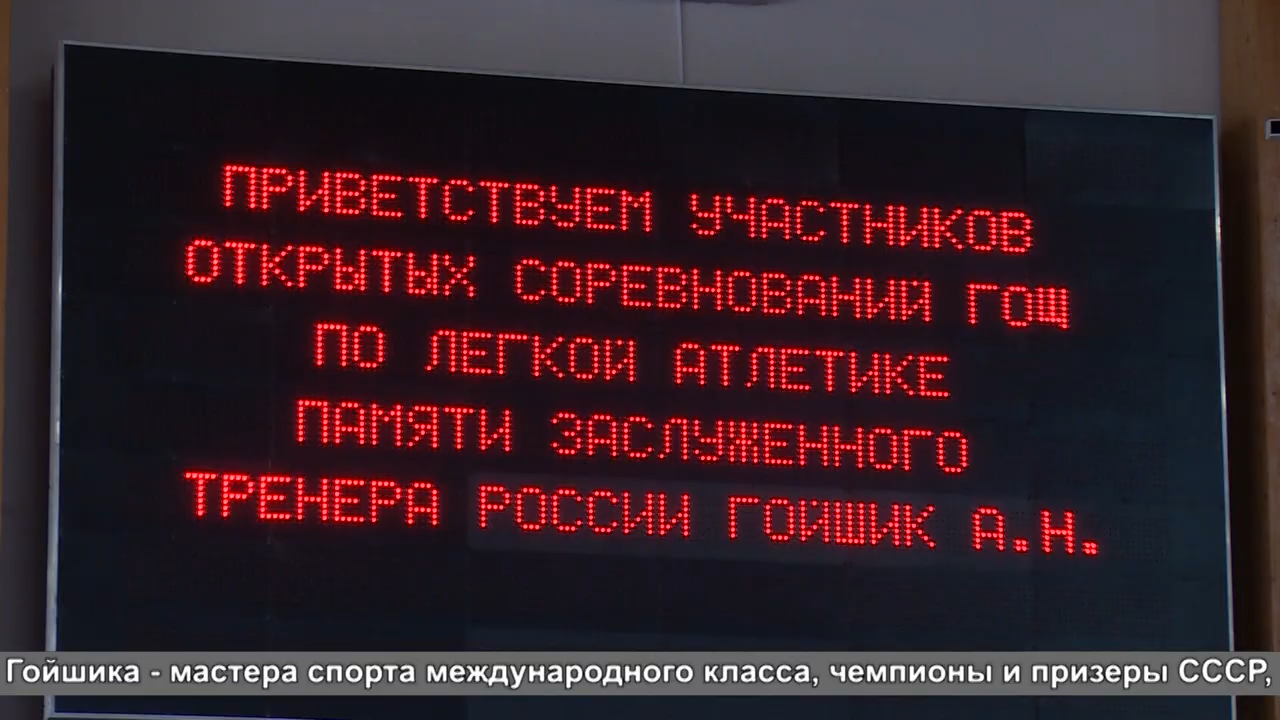 ПРИВЕТСТВУЕМ УЧАСТНИКОВ
ОТКРЫТЫХ СОРЕВНОВАНИЙ ГОЩ
ПО ЛЕГКОЙ АТЛЕТИКЕ
ПАМЯТИ ЗАСЛУЖЕННОГО
ТРЕНЕРА РОССИИ ГОЙШИК А.Н.
Гойшика - мастера спорта международного класса, чемпионы и призеры СССР,